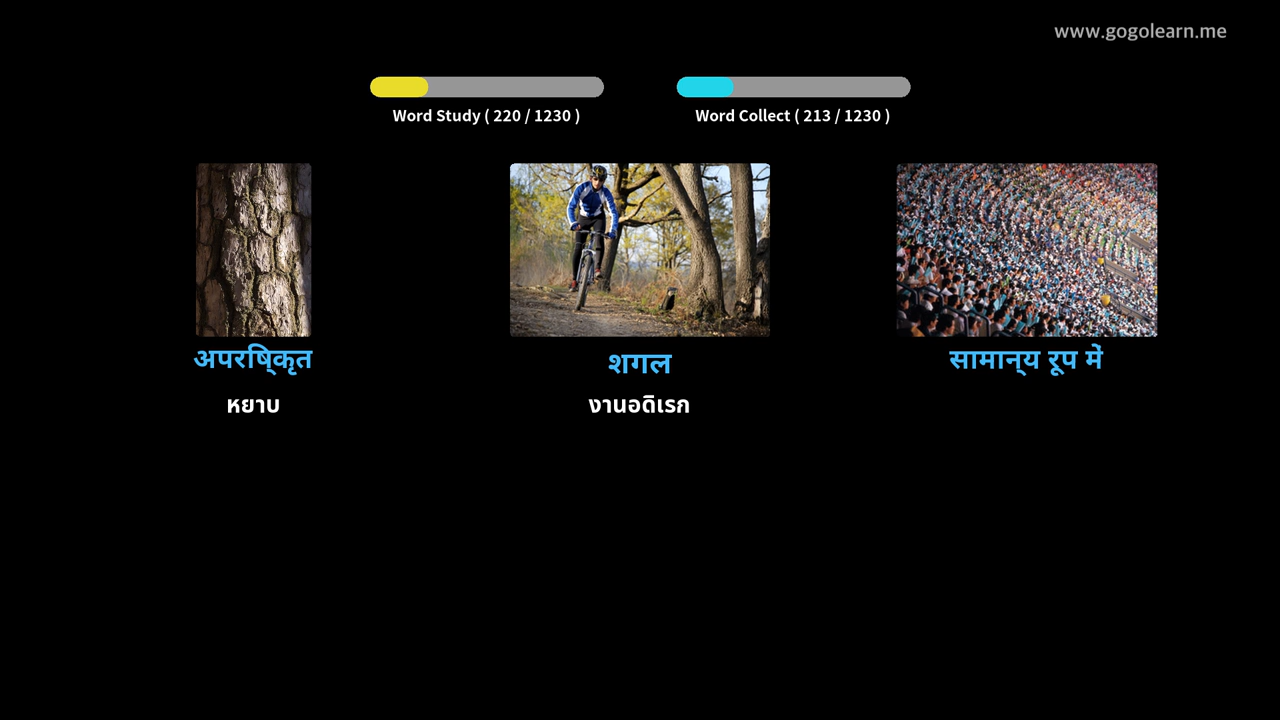 www.gogolearn.me
Word Study ( 220 / 1230 )
Word Collect ( 213 / 1230 )
अपरिष्कृत
शगल
सामान्य रूप में
หยาบ
งานอดิเรก